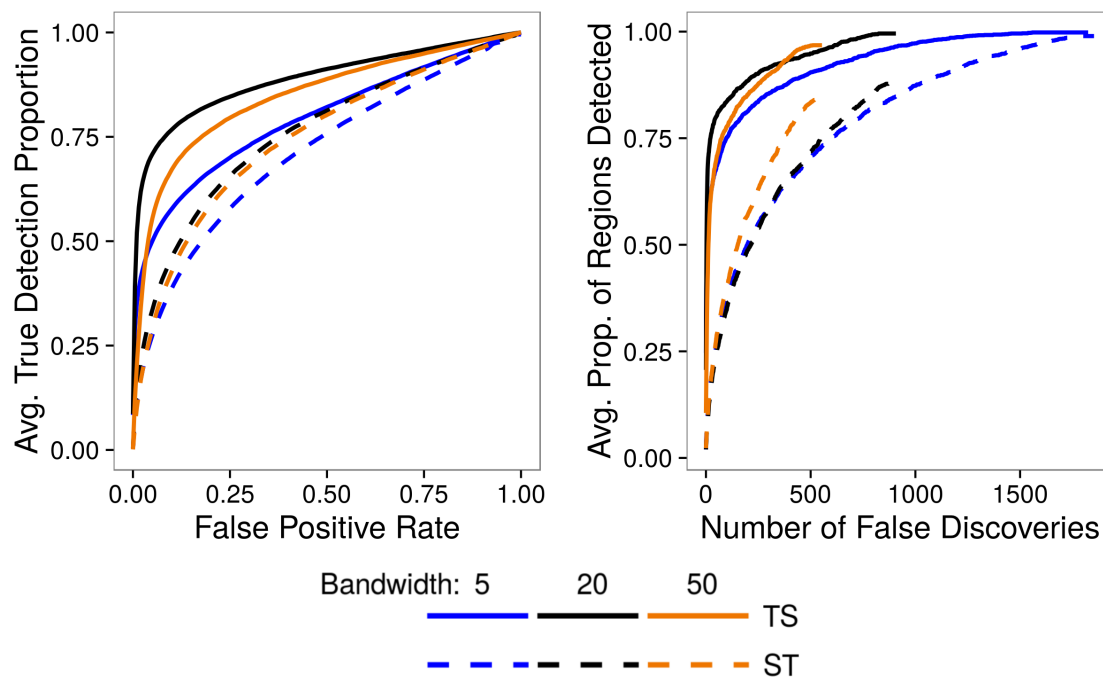 Avg. True Detection Proportion
1.00
0.75
0.50
0.25
0.00
0.00 0.25 0.50 0.75 1.00
False Positive Rate
Avg. Prop. of Regions Detected
1.00
0.75
0.50
0.25
0.00
0 500 1000 1500
Number of False Discoveries
Bandwidth: 5 20 50
TS
ST